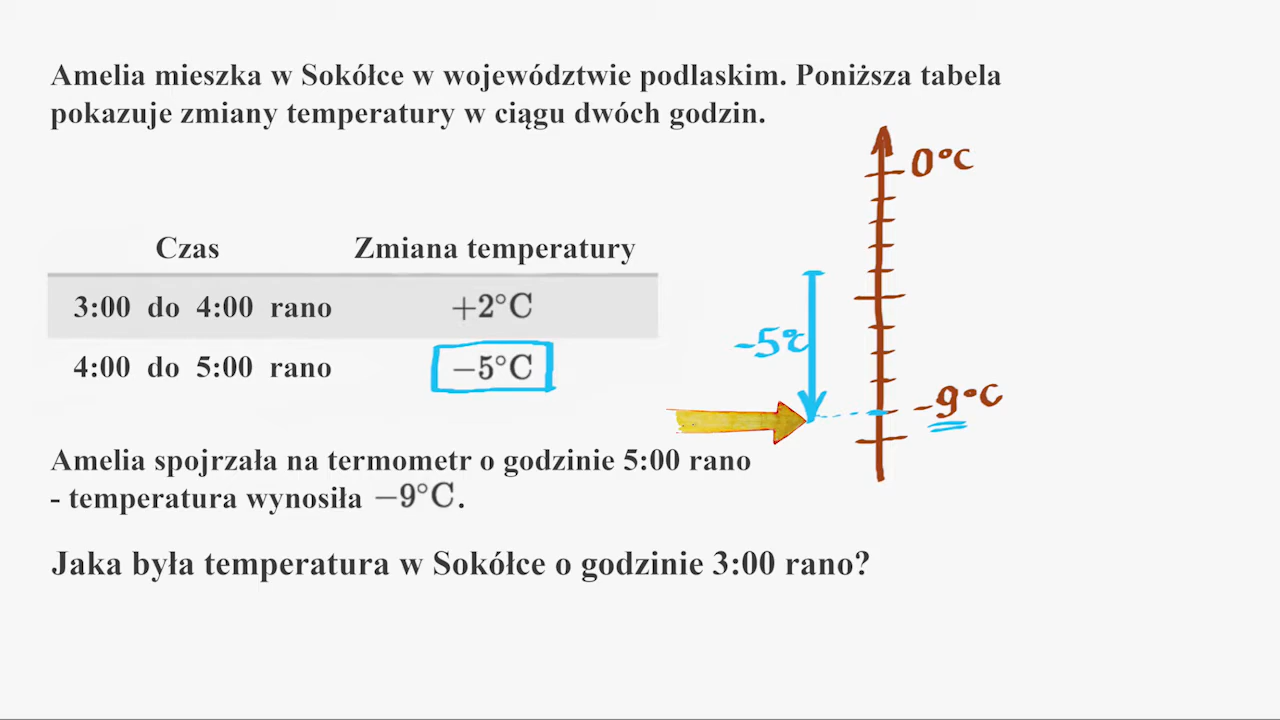 Amelia mieszka w Sokółce w województwie podlaskim. Poniższa tabela
pokazuje zmiany temperatury w ciągu dwóch godzin.
0°C
Czas Zmiana temperatury
3:00 do 4:00 rano +2°C
-5°C
4:00 do 5:00 rano −5°C
-9°C
Amelia spojrzała na termometr o godzinie 5:00 rano
- temperatura wynosiła −9°C.
Jaka była temperatura w Sokółce o godzinie 3:00 rano?